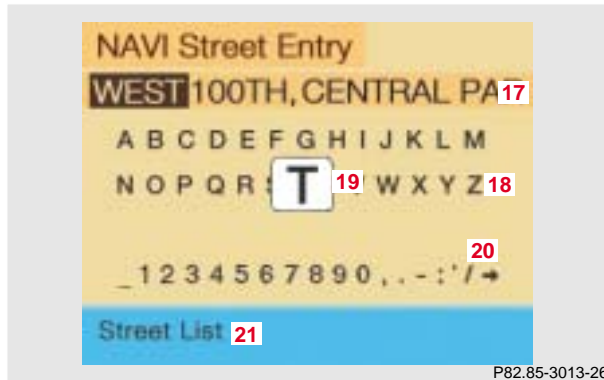 NAVI Street Entry
WEST 100TH, CENTRAL PA 17
A B C D E F G H I J K L M
N O P Q R T 19 W X Y Z 18
20
_ 1 2 3 4 5 6 7 8 9 0 , . - : ' / →
Street List 21
P82.85-3013-26